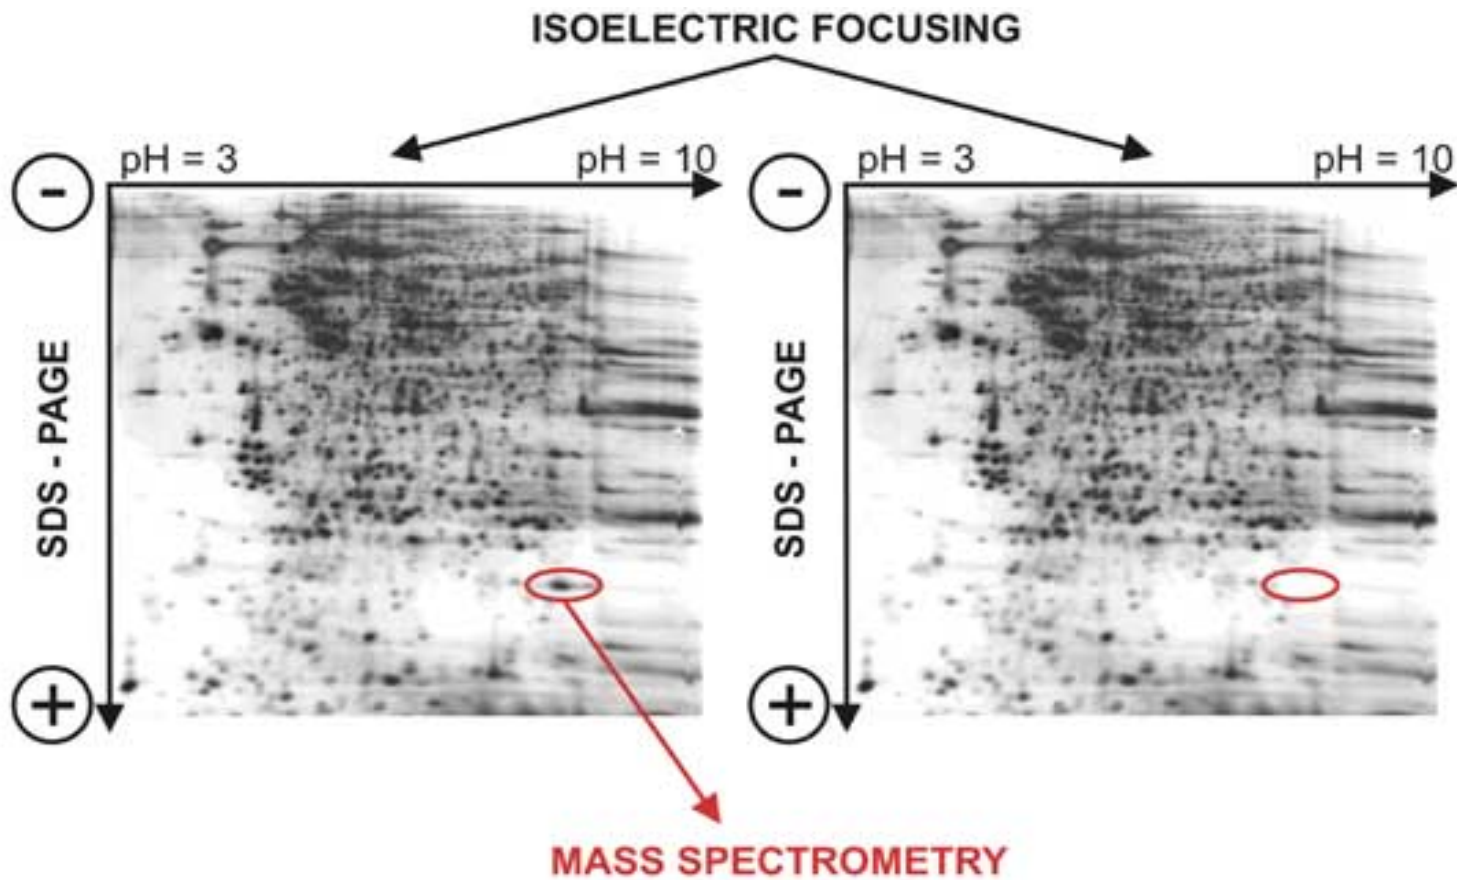 ISOELECTRIC FOCUSING
pH = 3
pH = 10
pH = 3
pH = 10
-
-
SDS - PAGE
SDS - PAGE
+
+
MASS SPECTROMETRY